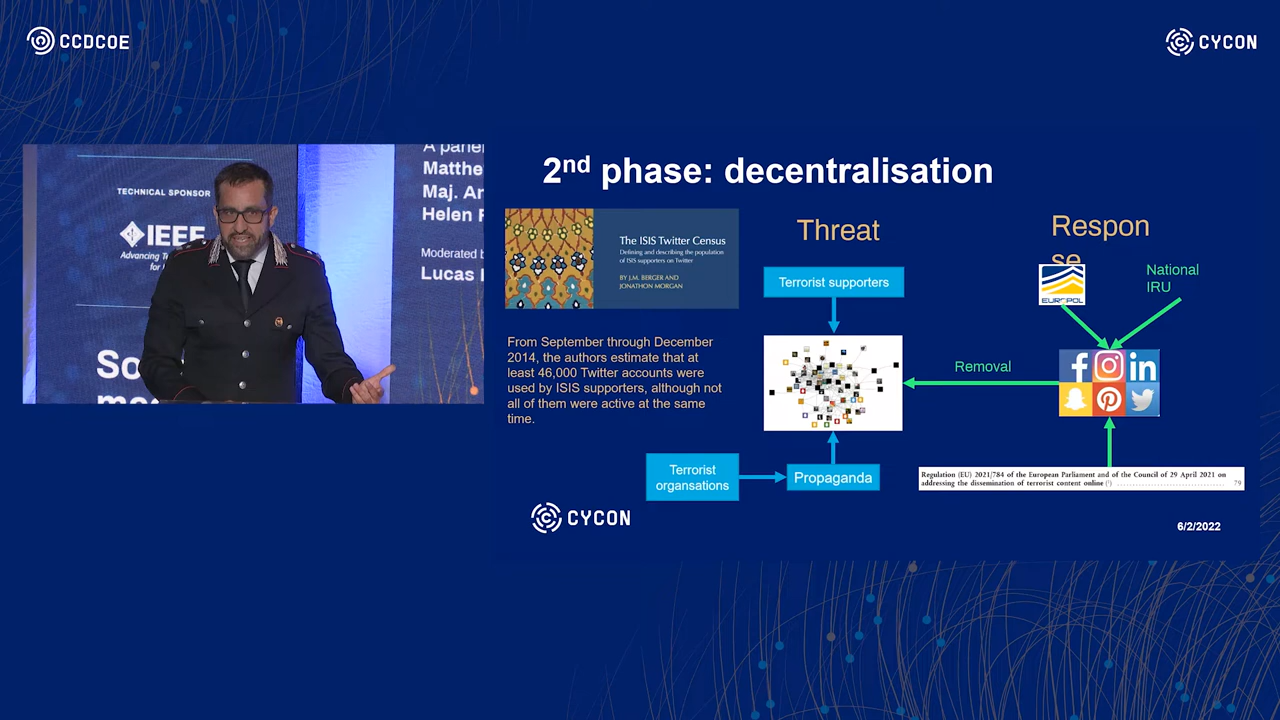 CCDCOE
CYCON
TECHNICAL SPONSOR
IEEE
A panel
Matthe
Maj. An
Helen
Moderated b
Lucas
So
2nd phase: decentralisation
The ISIS Twitter Census
Defining and describing the population
of ISIS supporters on Twitter
BY J.M. BERGER AND
JONATHON MORGAN
From September through December
2014, the authors estimate that at
least 46,000 Twitter accounts were
used by ISIS supporters, although not
all of them were active at the same
time.
Threat
Terrorist supporters
Terrorist
organsations
Propaganda
Respon
se
EUROPOL
National
IRU
Removal
Regulation (EU) 2021/784 of the European Parliament and of the Council of 29 April 2021 on
addressing the dissemination of terrorist content online (¹) 79
CYCON
6/2/2022